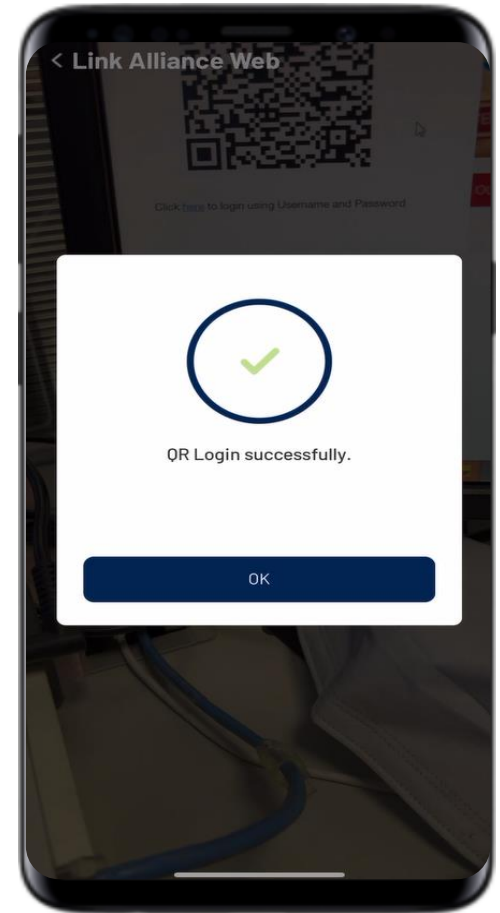 < Link Alliance Web
Click here to login using Username and Password
QR Login successfully.
OK